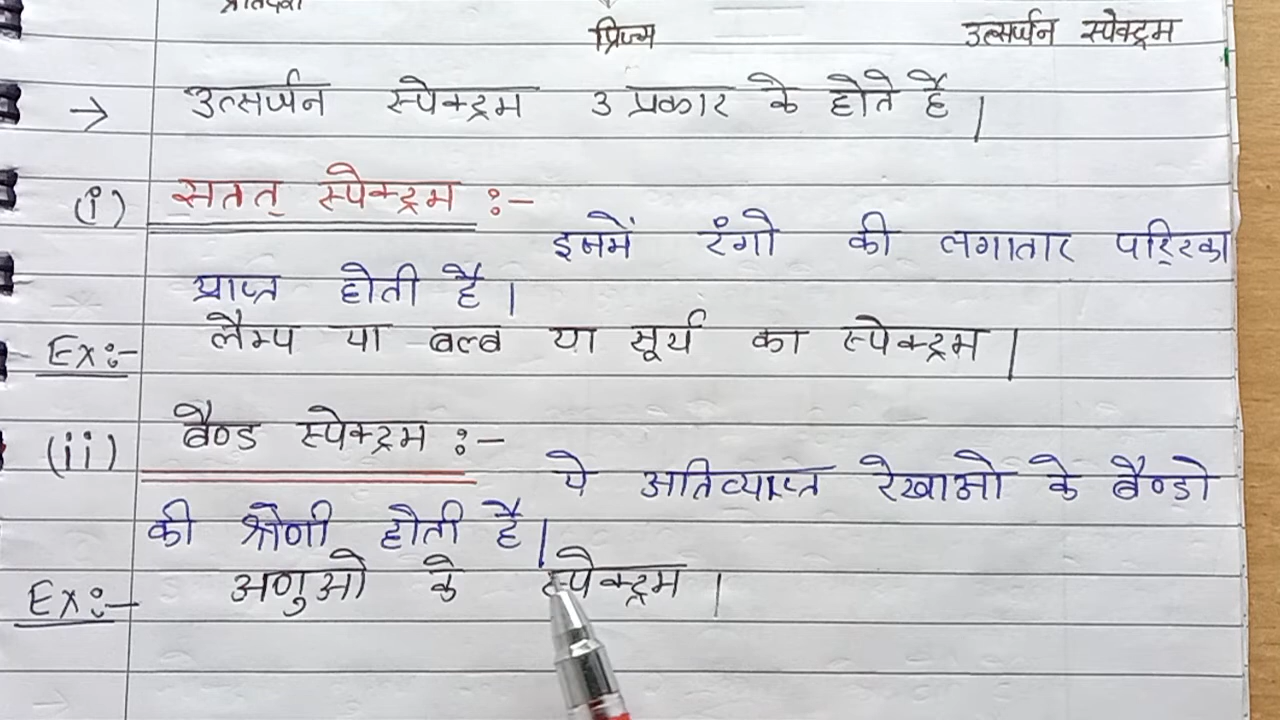 प्रिज्म उत्सर्जन स्पेक्ट्रम
→ उत्सर्जन स्पेक्ट्रम 3 प्रकार के होते है।
(i) सतत् स्पेक्ट्रम :-
इनमें रंगो की लगातार पट्टिका
प्राप्त होती है।
Ex:- लैम्प या बल्ब या सूर्य का स्पेक्ट्रम।
(ii) बैण्ड स्पेक्ट्रम :-
ये अतिव्याप्त रेखाओ के बैण्डो
की श्रेणी होती है।
Ex:- अणुओ के स्पेक्ट्रम।